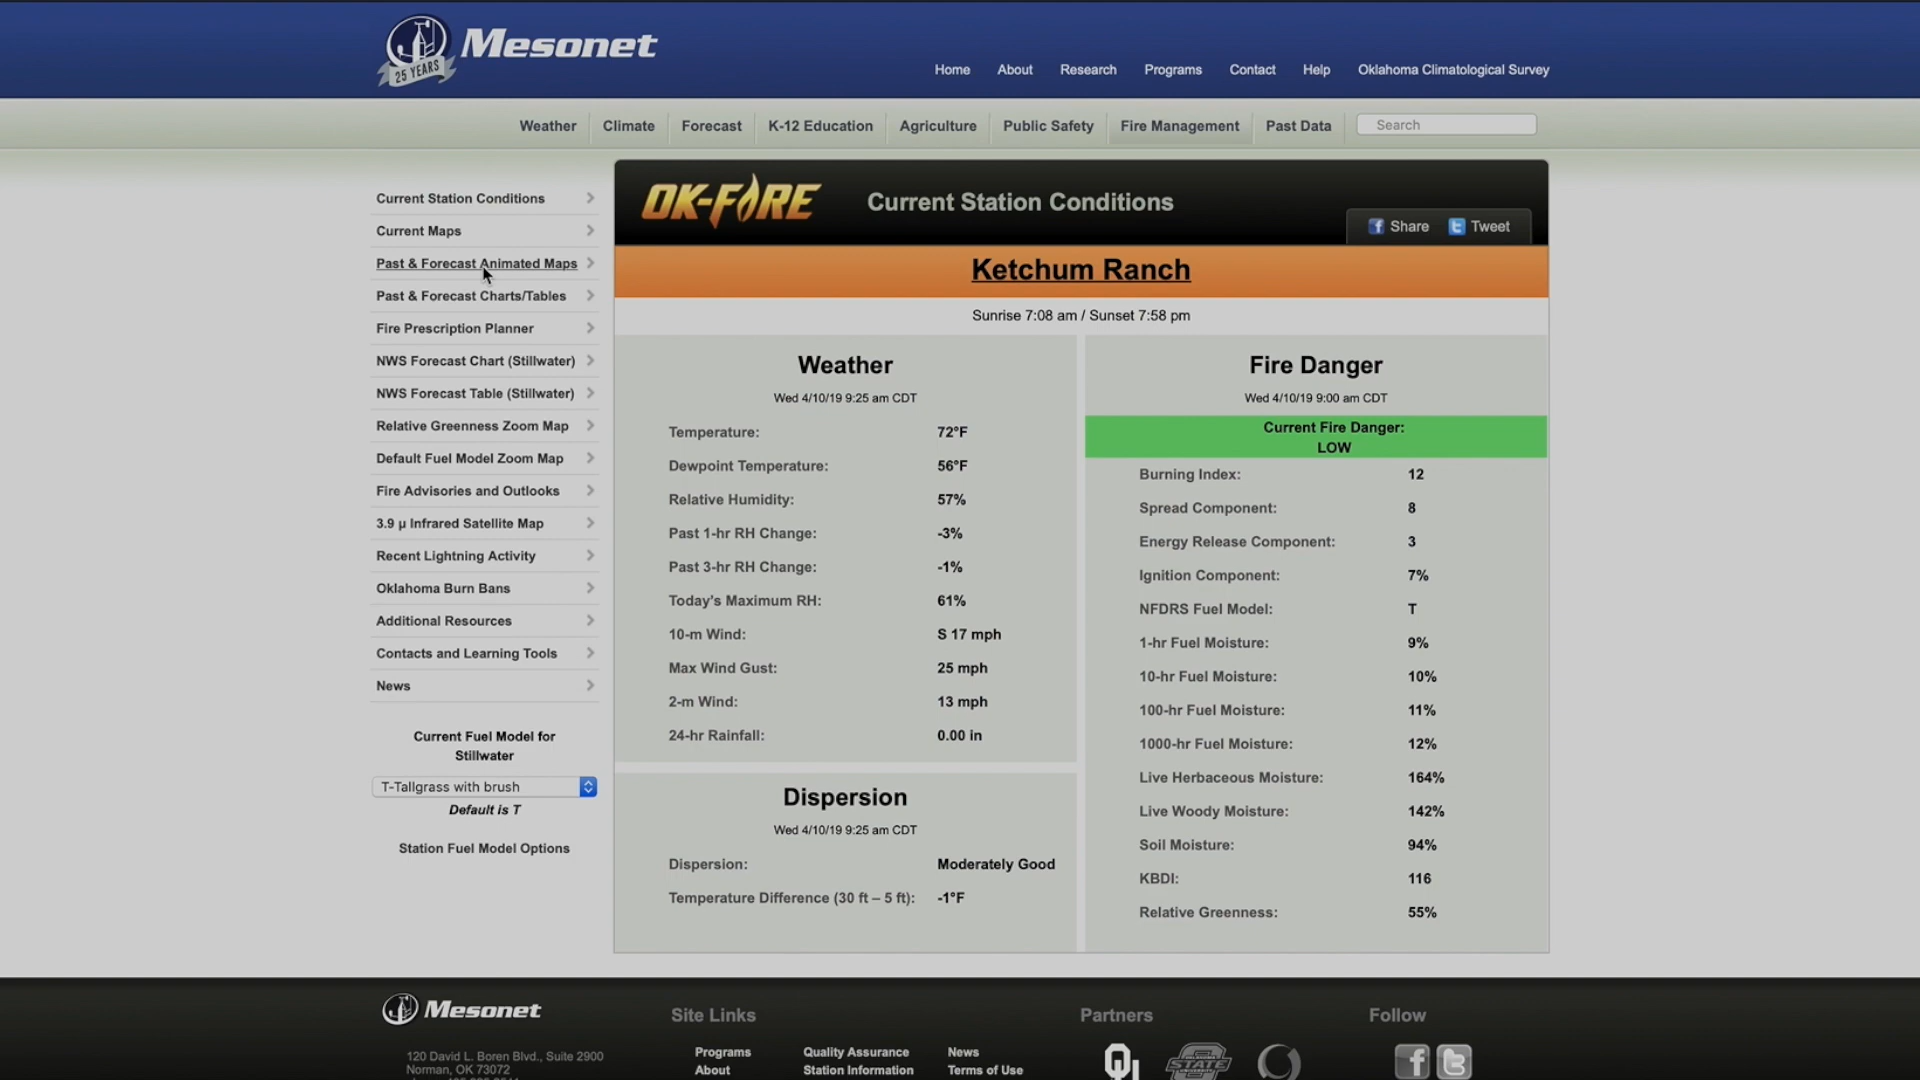 25 YEARS
Mesonet
Home About Research Programs Contact Help Oklahoma Climatological Survey
Weather Climate Forecast K-12 Education Agriculture Public Safety Fire Management Past Data Search
Current Station Conditions
Current Maps
Past & Forecast Animated Maps
Past & Forecast Charts/Tables
Fire Prescription Planner
NWS Forecast Chart (Stillwater)
NWS Forecast Table (Stillwater)
Relative Greenness Zoom Map
Default Fuel Model Zoom Map
Fire Advisories and Outlooks
3.9 µ Infrared Satellite Map
Recent Lightning Activity
Oklahoma Burn Bans
Additional Resources
Contacts and Learning Tools
News
Current Fuel Model for
Stillwater
T-Tallgrass with brush
Default is T
Station Fuel Model Options
OK-FIRE Current Station Conditions
Share Tweet
Ketchum Ranch
Sunrise 7:08 am / Sunset 7:58 pm
Weather
Wed 4/10/19 9:25 am CDT
Temperature: 72°F
Dewpoint Temperature: 56°F
Relative Humidity: 57%
Past 1-hr RH Change: -3%
Past 3-hr RH Change: -1%
Today's Maximum RH: 61%
10-m Wind: S 17 mph
Max Wind Gust: 25 mph
2-m Wind: 13 mph
24-hr Rainfall: 0.00 in
Dispersion
Wed 4/10/19 9:25 am CDT
Dispersion: Moderately Good
Temperature Difference (30 ft – 5 ft): -1°F
Fire Danger
Wed 4/10/19 9:00 am CDT
Current Fire Danger:
LOW
Burning Index: 12
Spread Component: 8
Energy Release Component: 3
Ignition Component: 7%
NFDRS Fuel Model: T
1-hr Fuel Moisture: 9%
10-hr Fuel Moisture: 10%
100-hr Fuel Moisture: 11%
1000-hr Fuel Moisture: 12%
Live Herbaceous Moisture: 164%
Live Woody Moisture: 142%
Soil Moisture: 94%
KBDI: 116
Relative Greenness: 55%
Mesonet
120 David L. Boren Blvd., Suite 2900
Norman, OK 73072
Site Links
Programs Quality Assurance News
About Station Information Terms of Use
Partners
STATE
Follow